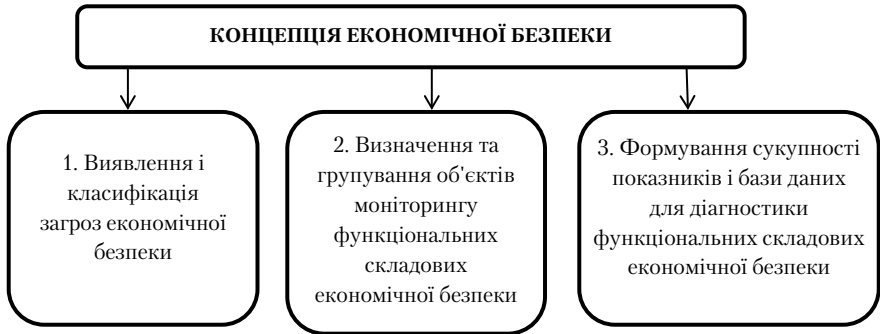 КОНЦЕПЦІЯ ЕКОНОМІЧНОЇ БЕЗПЕКИ
1. Виявлення і
класифікація
загроз економічної
безпеки
2. Визначення та
групування об'єктів
моніторингу
функціональних
складових
економічної безпеки
3. Формування сукупності
показників і бази даних
для діагностики
функціональних складових
економічної безпеки